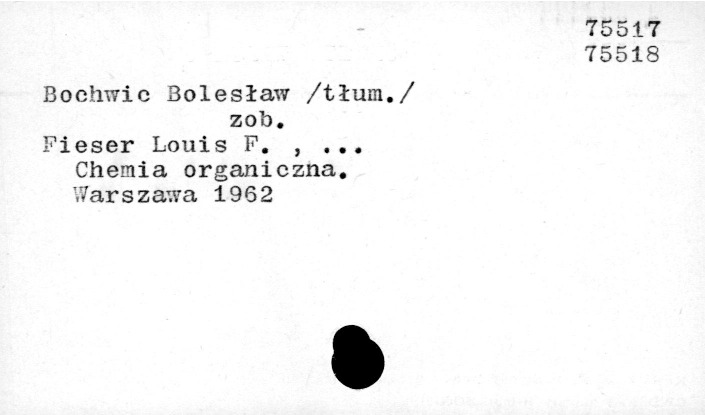 75517
75518
Bochwic Bolesław /tłum./
zob.
Fieser Louis F. , ...
Chemia organiczna.
Warszawa 1962